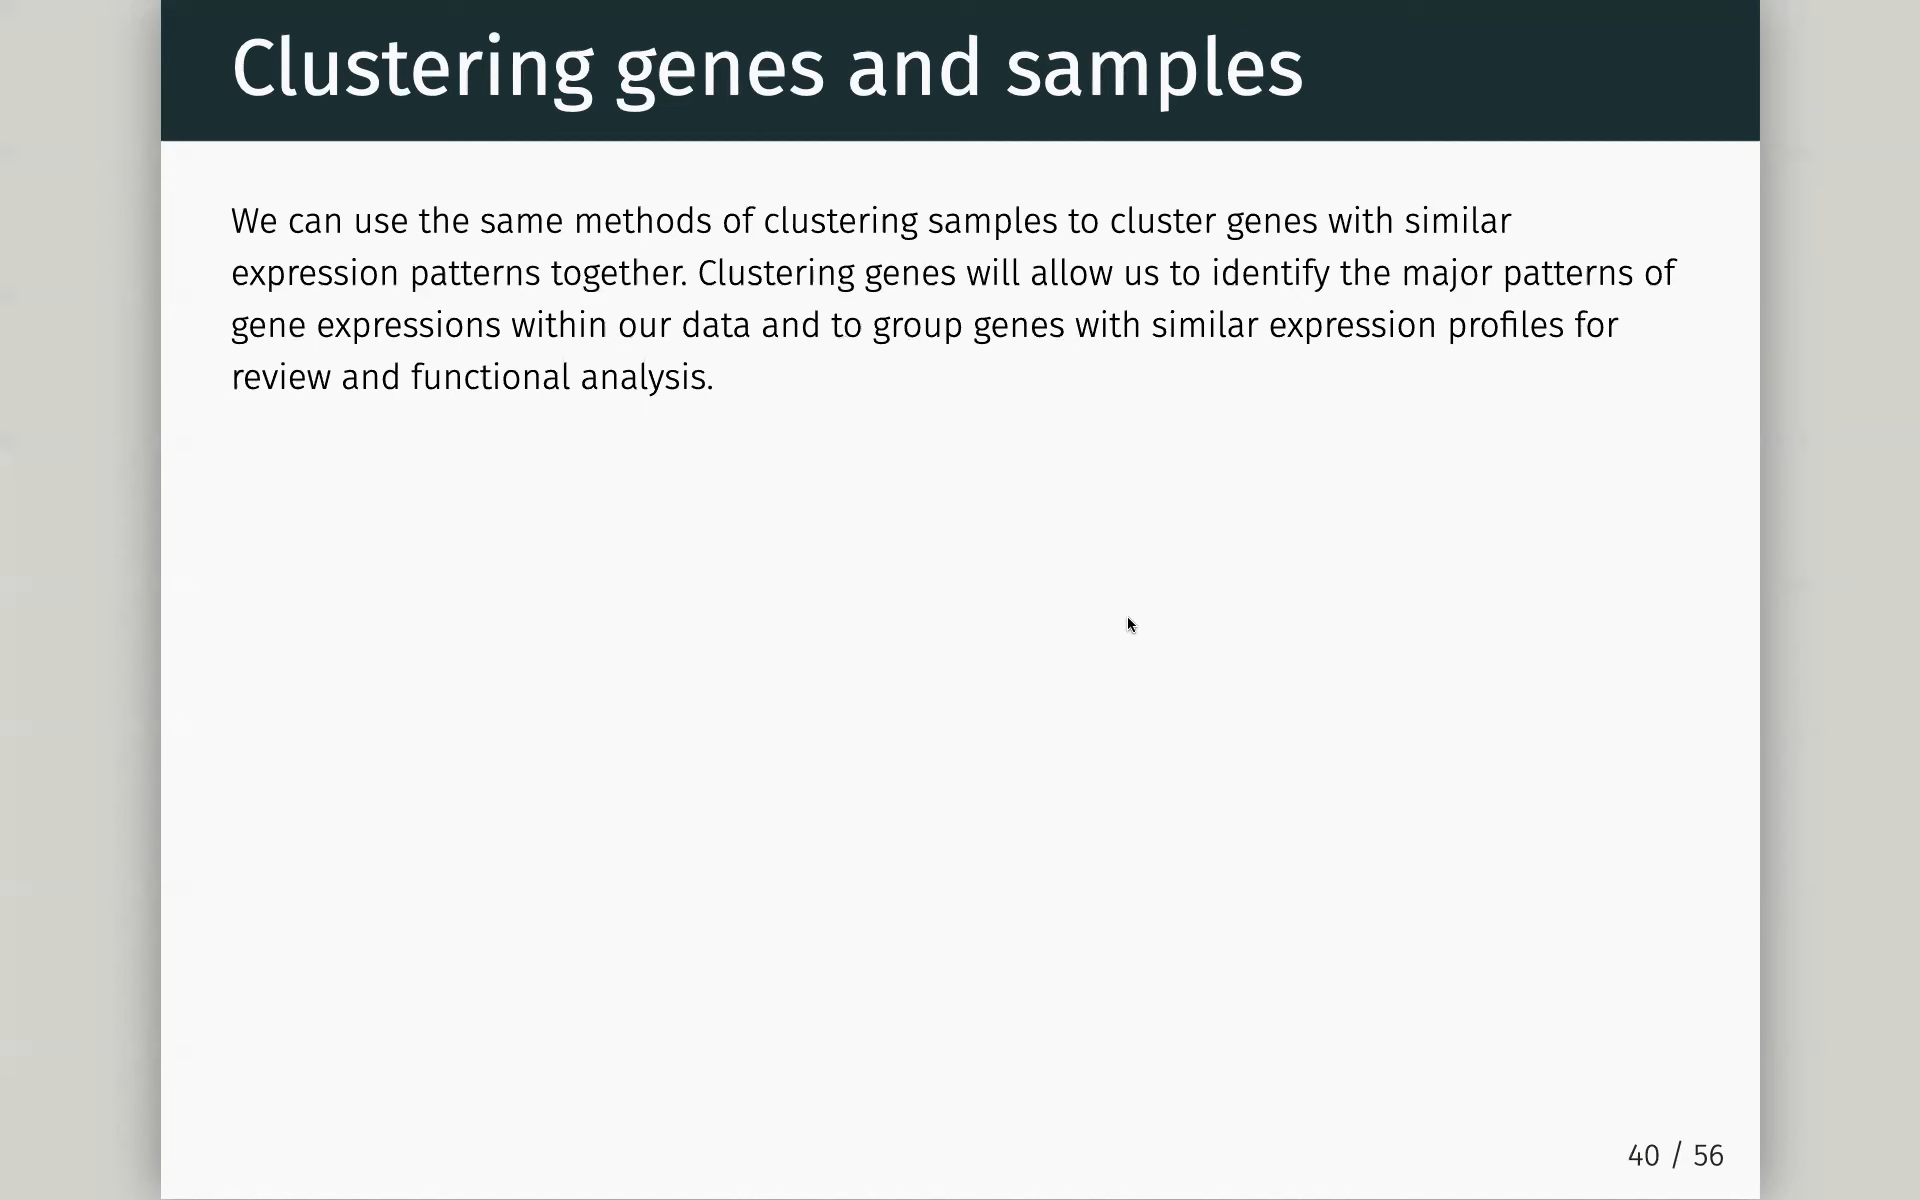 Clustering genes and samples
We can use the same methods of clustering samples to cluster genes with similar
expression patterns together. Clustering genes will allow us to identify the major patterns of
gene expressions within our data and to group genes with similar expression profiles for
review and functional analysis.
40 / 56